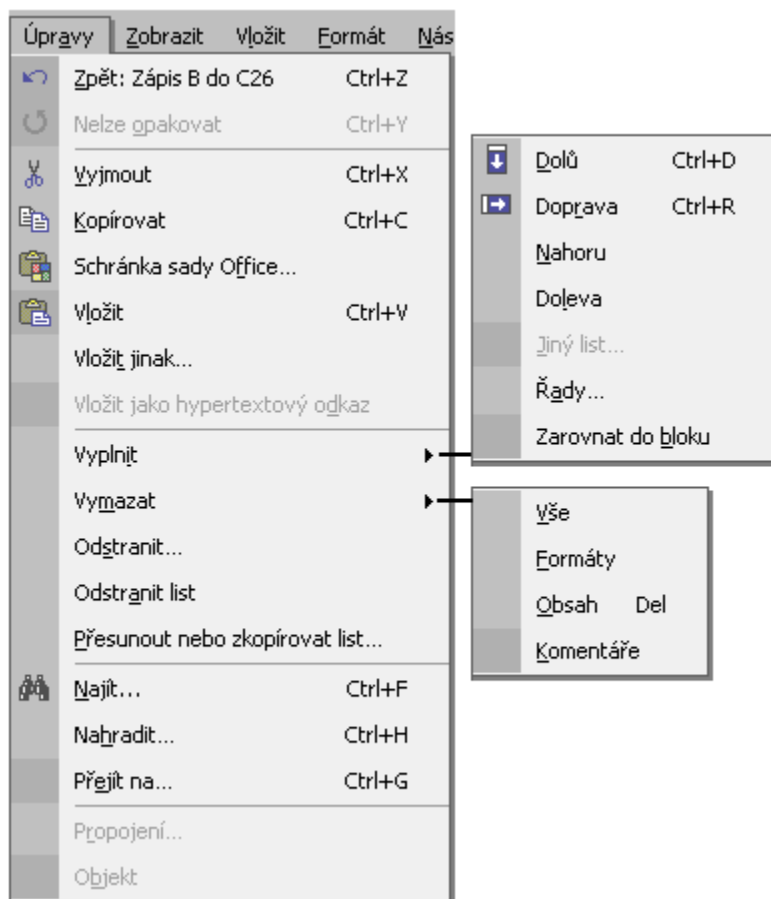 Úpravy Zobrazit Vložit Formát Nás
Zpět: Zápis B do C26 Ctrl+Z
Nelze opakovat Ctrl+Y
Vyjmout Ctrl+X
Kopírovat Ctrl+C
Schránka sady Office...
Vložit Ctrl+V
Vložit jinak...
Vložit jako hypertextový odkaz
Vyplnit
Vymazat
Odstranit...
Odstranit list
Přesunout nebo zkopírovat list...
Najít... Ctrl+F
Nahradit... Ctrl+H
Přejít na... Ctrl+G
Propojení...
Objekt
Dolů Ctrl+D
Doprava Ctrl+R
Nahoru
Doleva
Jiný list...
Řady...
Zarovnat do bloku
Vše
Formáty
Obsah Del
Komentáře